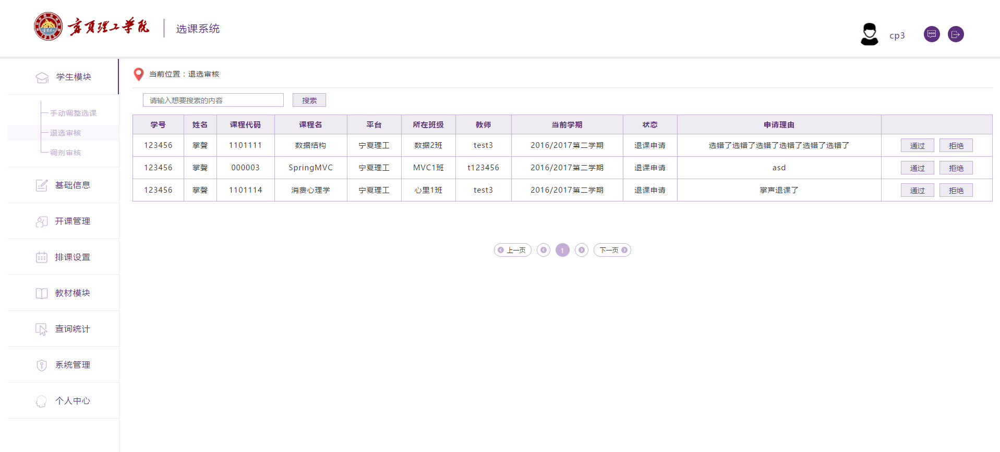 宁夏理工学院
选课系统
cp3
学生模块
手动调整选课
退选审核
调剂审核
基础信息
开课管理
排课设置
教材模块
查询统计
系统管理
个人中心
当前位置：退选审核
请输入想要搜索的内容 搜索
学号 姓名 课程代码 课程名 平台 所在班级 教师 当前学期 状态 申请理由
123456 掌聲 1101111 数据结构 宁夏理工 数据2班 test3 2016/2017第二学期 退课申请 选错了选错了选错了选错了选错了选错了 通过 拒绝
123456 掌聲 000003 SpringMVC 宁夏理工 MVC1班 t123456 2016/2017第二学期 退课申请 asd 通过 拒绝
123456 掌聲 1101114 消费心理学 宁夏理工 心里1班 test3 2016/2017第二学期 退课申请 掌声退课了 通过 拒绝
上一页 1 下一页